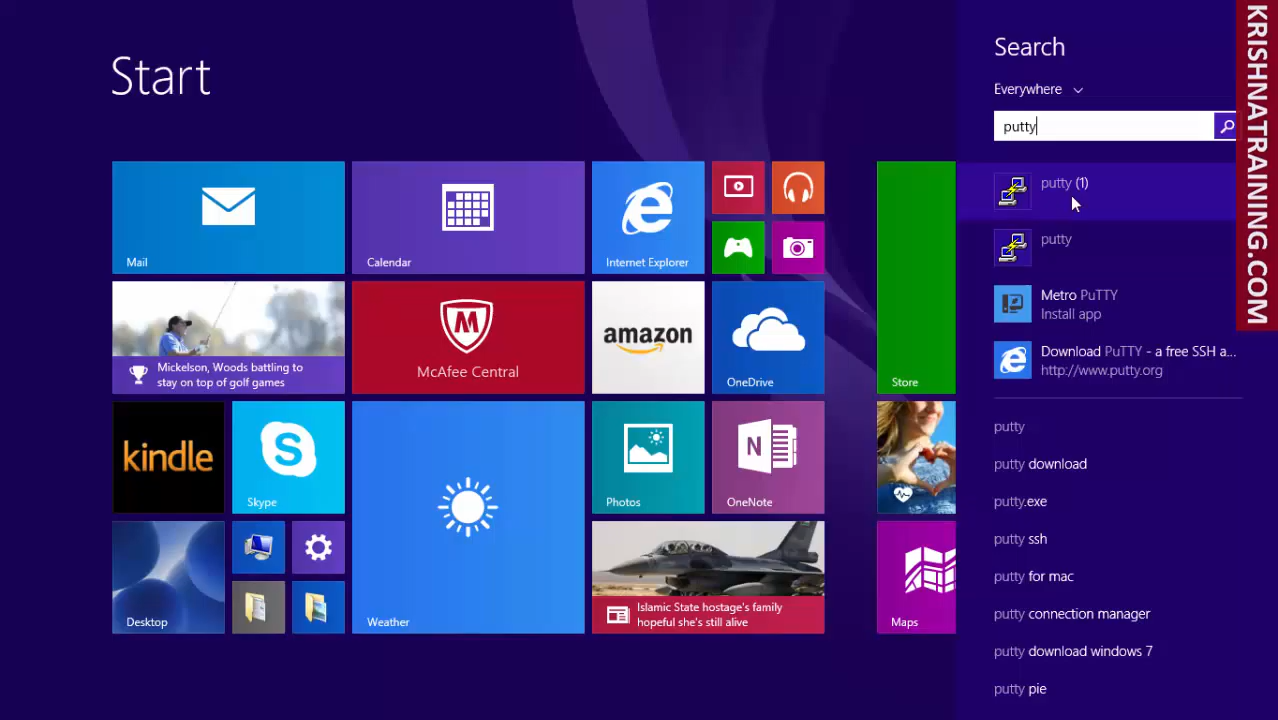 Start
Search
Everywhere
putty
putty (1)
putty
Metro PuTTY
Install app
Download PuTTY - a free SSH a...
http://www.putty.org
putty
putty download
putty.exe
putty ssh
putty for mac
putty connection manager
putty download windows 7
putty pie
Mail
Calendar
Internet Explorer
Mickelson, Woods battling to
stay on top of golf games
M
McAfee Central
amazon
OneDrive
Store
kindle
S
Skype
Weather
Photos
N
OneNote
Desktop
Islamic State hostage's family
hopeful she's still alive
Maps
KRISHNATRAINING.COM